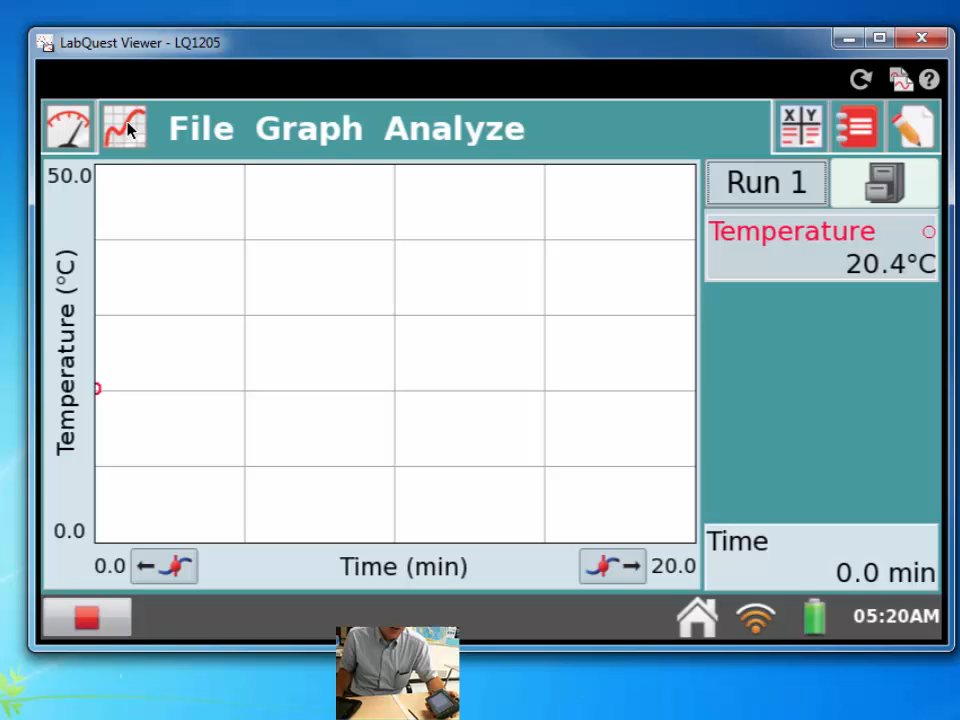 LabQuest Viewer - LQ1205
File Graph Analyze
X Y
50.0
Temperature (°C)
0.0
0.0
Time (min)
20.0
Run 1
Temperature
20.4°C
Time
0.0 min
05:20AM